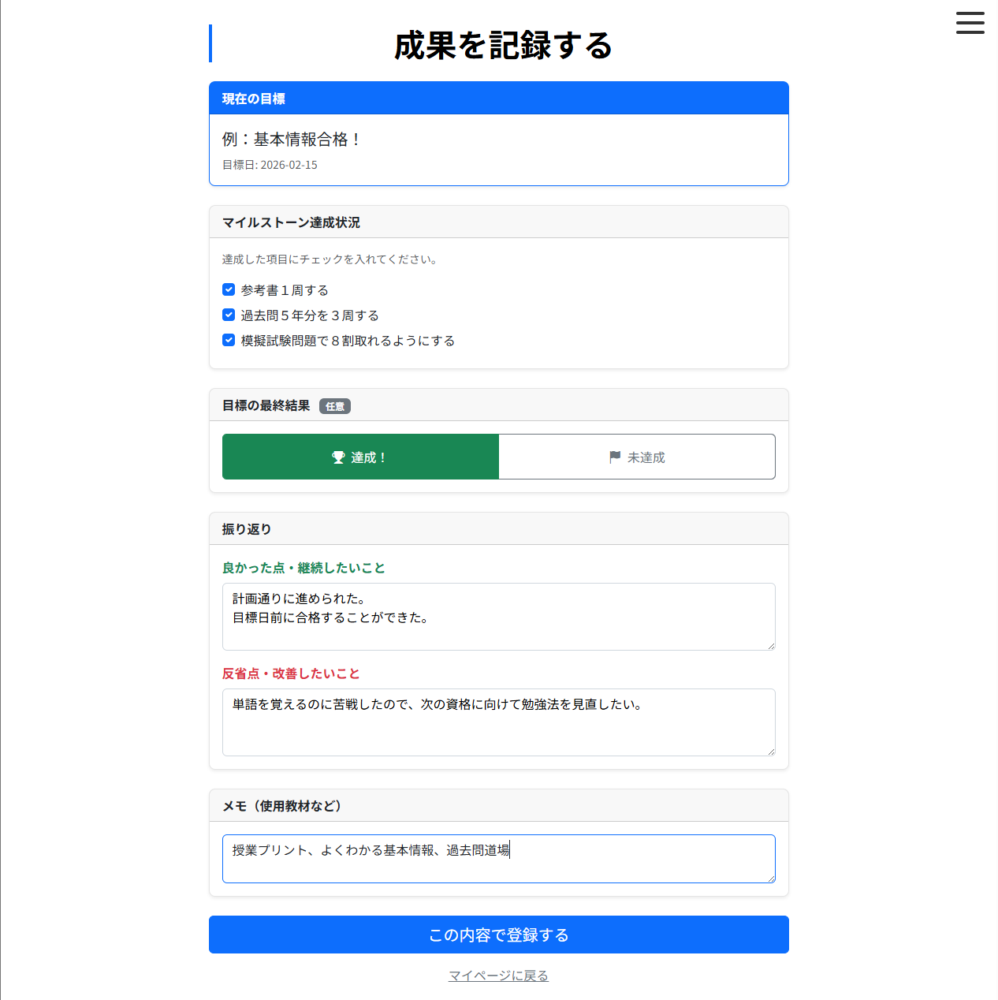 成果を記録する
現在の目標
例：基本情報合格！
目標日: 2026-02-15
マイルストーン達成状況
達成した項目にチェックを入れてください。
参考書１周する
過去問５年分を３周する
模擬試験問題で８割取れるようにする
目標の最終結果 任意
達成！
未達成
振り返り
良かった点・継続したいこと
計画通りに進められた。
目標日前に合格することができた。
反省点・改善したいこと
単語を覚えるのに苦戦したので、次の資格に向けて勉強法を見直したい。
メモ（使用教材など）
授業プリント、よくわかる基本情報、過去問道場
この内容で登録する
マイページに戻る